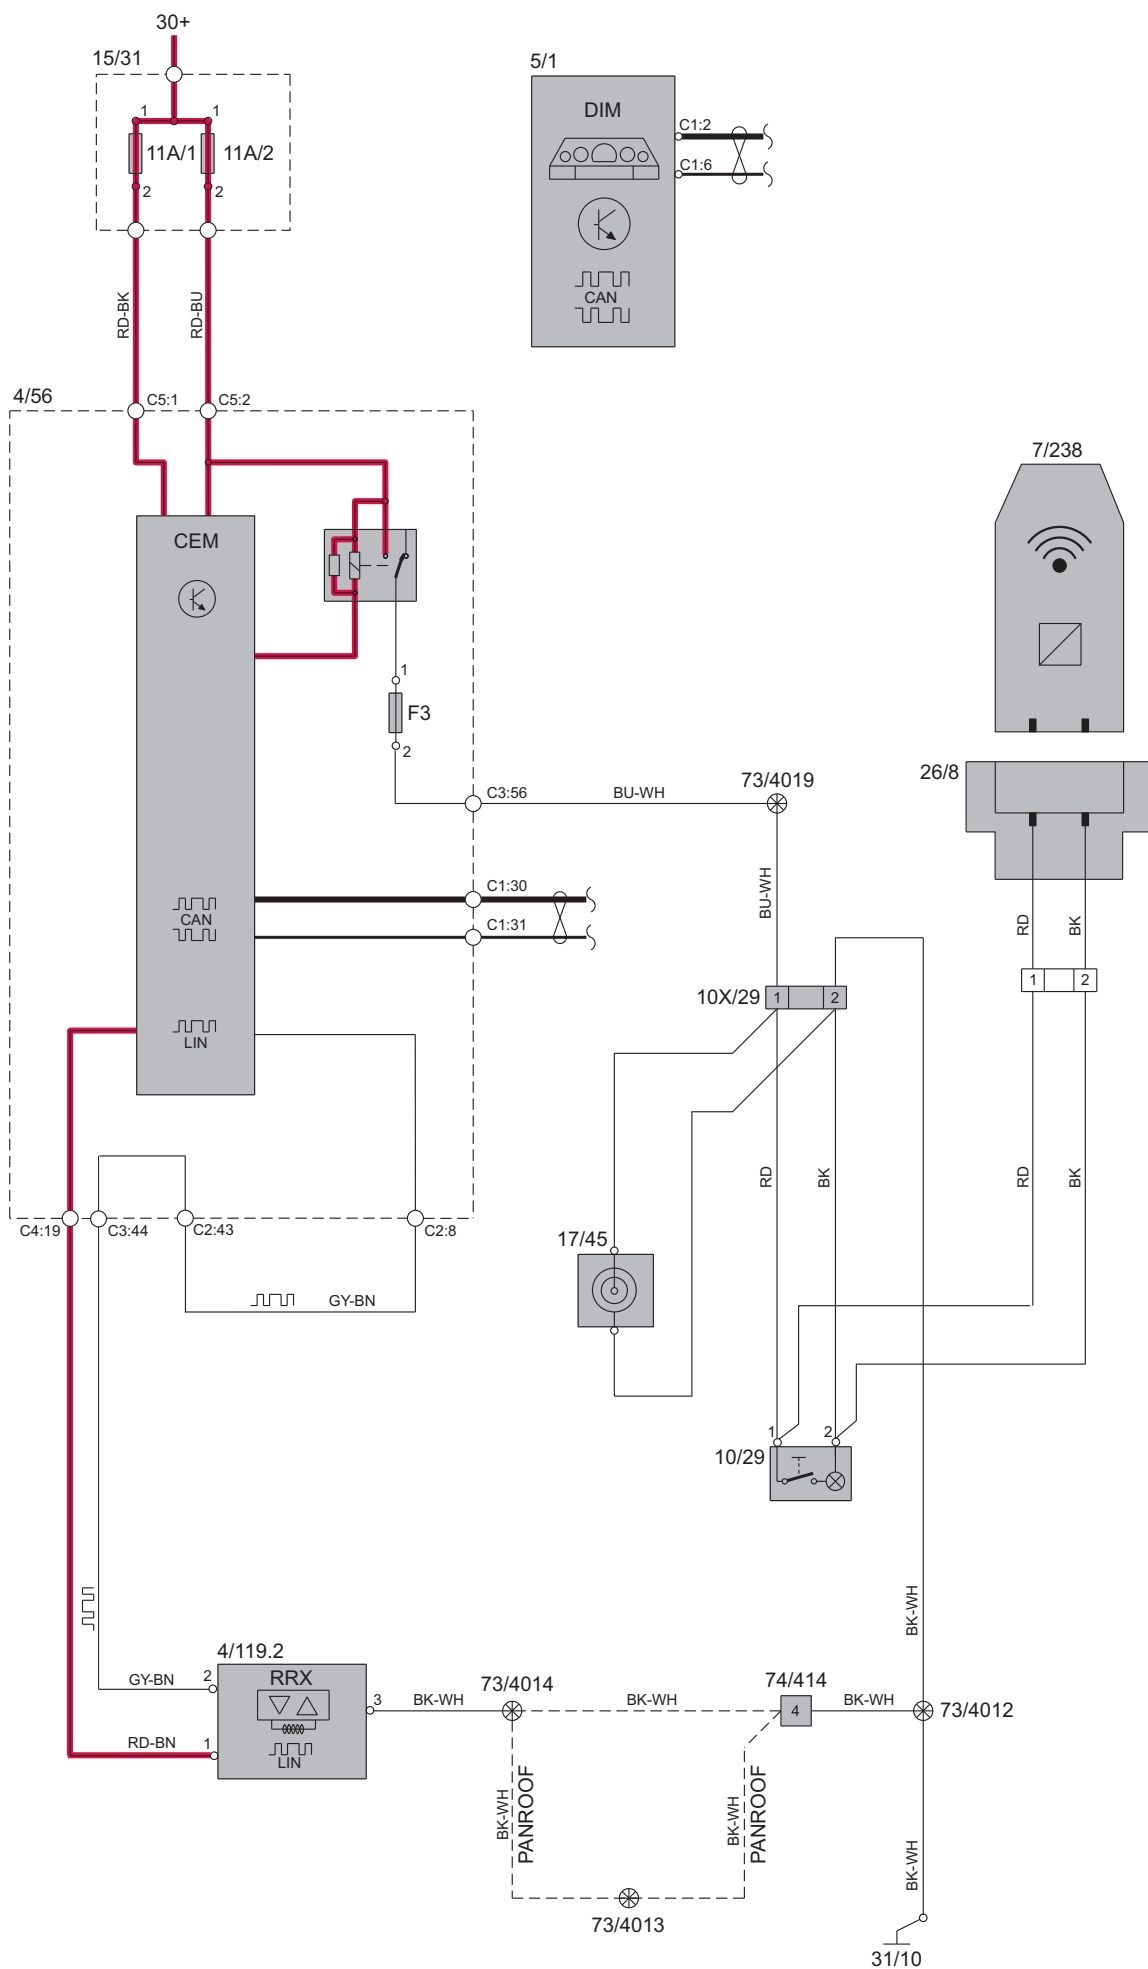 30+
15/31
5/1
1
1
DIM
C1:2
11A/1
11A/2
C1:6
2
2
RD-BK
RD-BU
CAN
4/56
C5:1
C5:2
7/238
CEM
1
F3
2
26/8
73/4019
C3:56
BU-WH
BU-WH
C1:30
CAN
C1:31
RD
BK
10X/29
1
2
1
2
LIN
RD
BK
RD
BK
C4:19
C3:44
C2:43
C2:8
17/45
GY-BN
1
2
10/29
BK-WH
4/119.2
RRX
2
GY-BN
3
BK-WH
73/4014
BK-WH
74/414
4
BK-WH
73/4012
RD-BN
1
LIN
BK-WH
PANROOF
BK-WH
PANROOF
BK-WH
73/4013
31/10